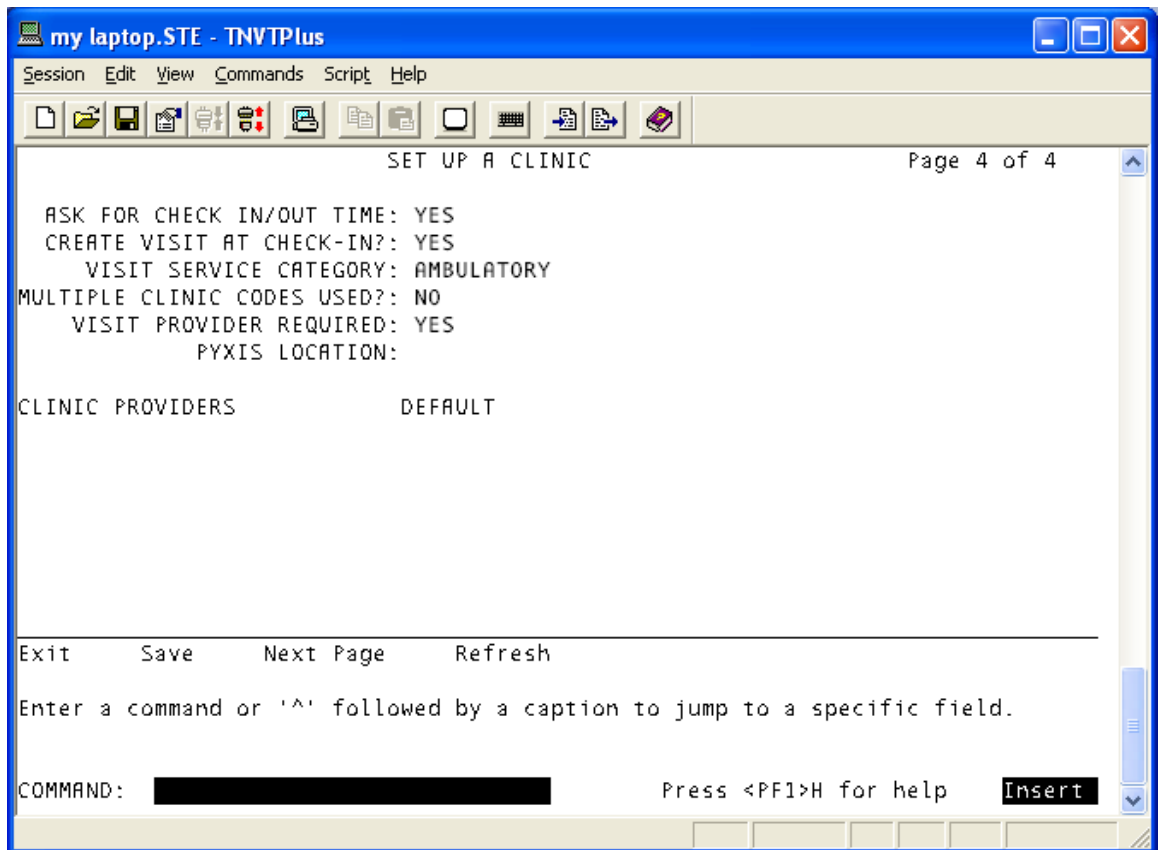 my laptop.STE - TNVTPlus
Session Edit View Commands Script Help
SET UP A CLINIC Page 4 of 4
ASK FOR CHECK IN/OUT TIME: YES
CREATE VISIT AT CHECK-IN?: YES
VISIT SERVICE CATEGORY: AMBULATORY
MULTIPLE CLINIC CODES USED?: NO
VISIT PROVIDER REQUIRED: YES
PYXIS LOCATION:
CLINIC PROVIDERS DEFAULT
Exit Save Next Page Refresh
Enter a command or '^' followed by a caption to jump to a specific field.
COMMAND: Press <PF1>H for help Insert